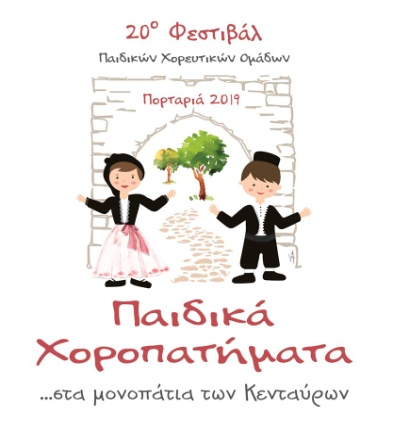 20ο Φεστιβάλ
Παιδικών Χορευτικών Ομάδων
Πορταριά 2019
Παιδικά
Χοροπατήματα
...στα μονοπάτια των Κενταύρων